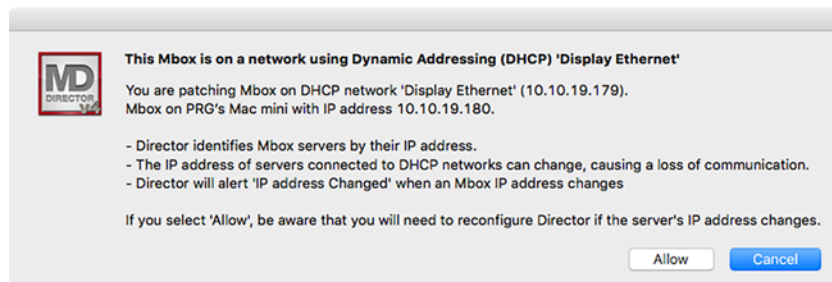 This Mbox is on a network using Dynamic Addressing (DHCP) 'Display Ethernet'
MD
DIRECTOR
V4
You are patching Mbox on DHCP network 'Display Ethernet' (10.10.19.179).
Mbox on PRG's Mac mini with IP address 10.10.19.180.
- Director identifies Mbox servers by their IP address.
- The IP address of servers connected to DHCP networks can change, causing a loss of communication.
- Director will alert 'IP address Changed' when an Mbox IP address changes
If you select 'Allow', be aware that you will need to reconfigure Director if the server's IP address changes.
Allow
Cancel